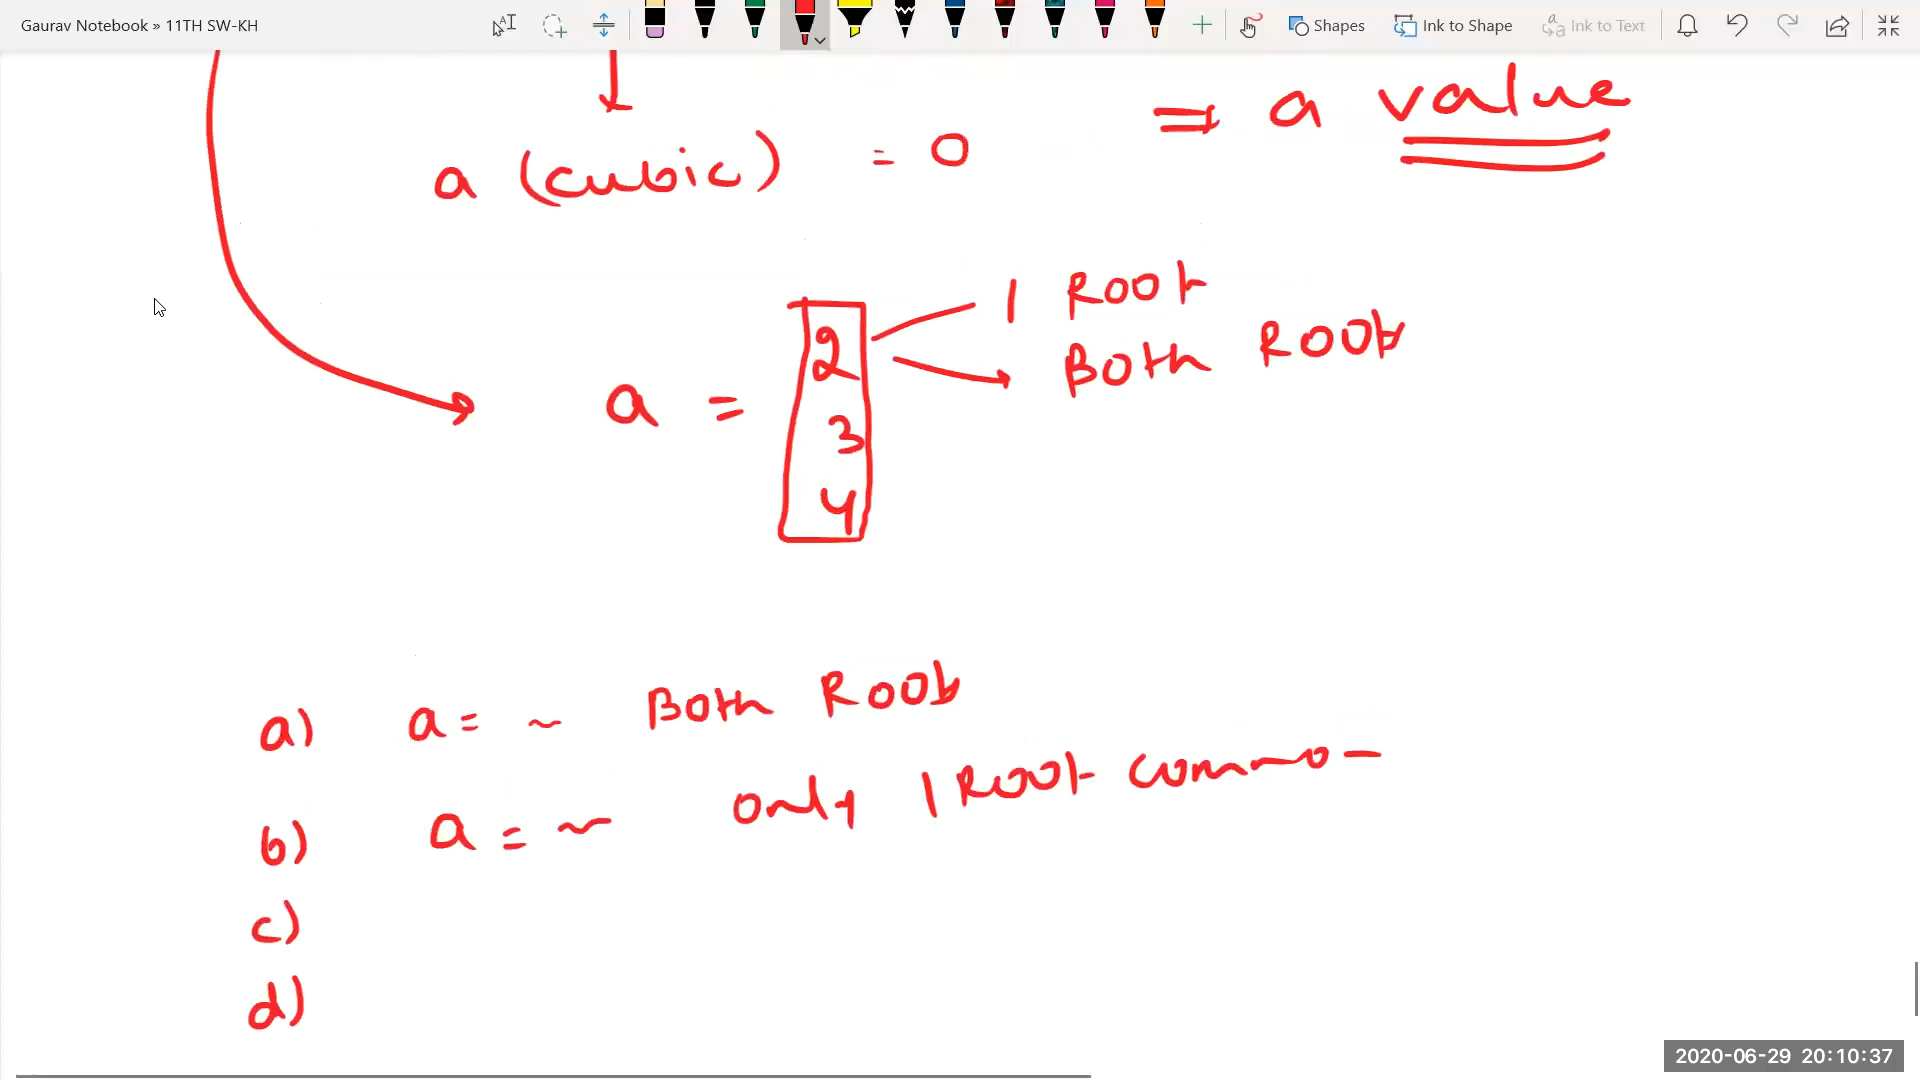 Gaurav Notebook » 11TH SW-KH
Shapes
Ink to Shape
Ink to Text
a (cubic) = 0
⇒ a value
a = 2
3
4
1 Root
Both Roots
a) a = ~ Both Roots
b) a = ~ only 1 Root common
c)
d)
2020-06-29 20:10:37